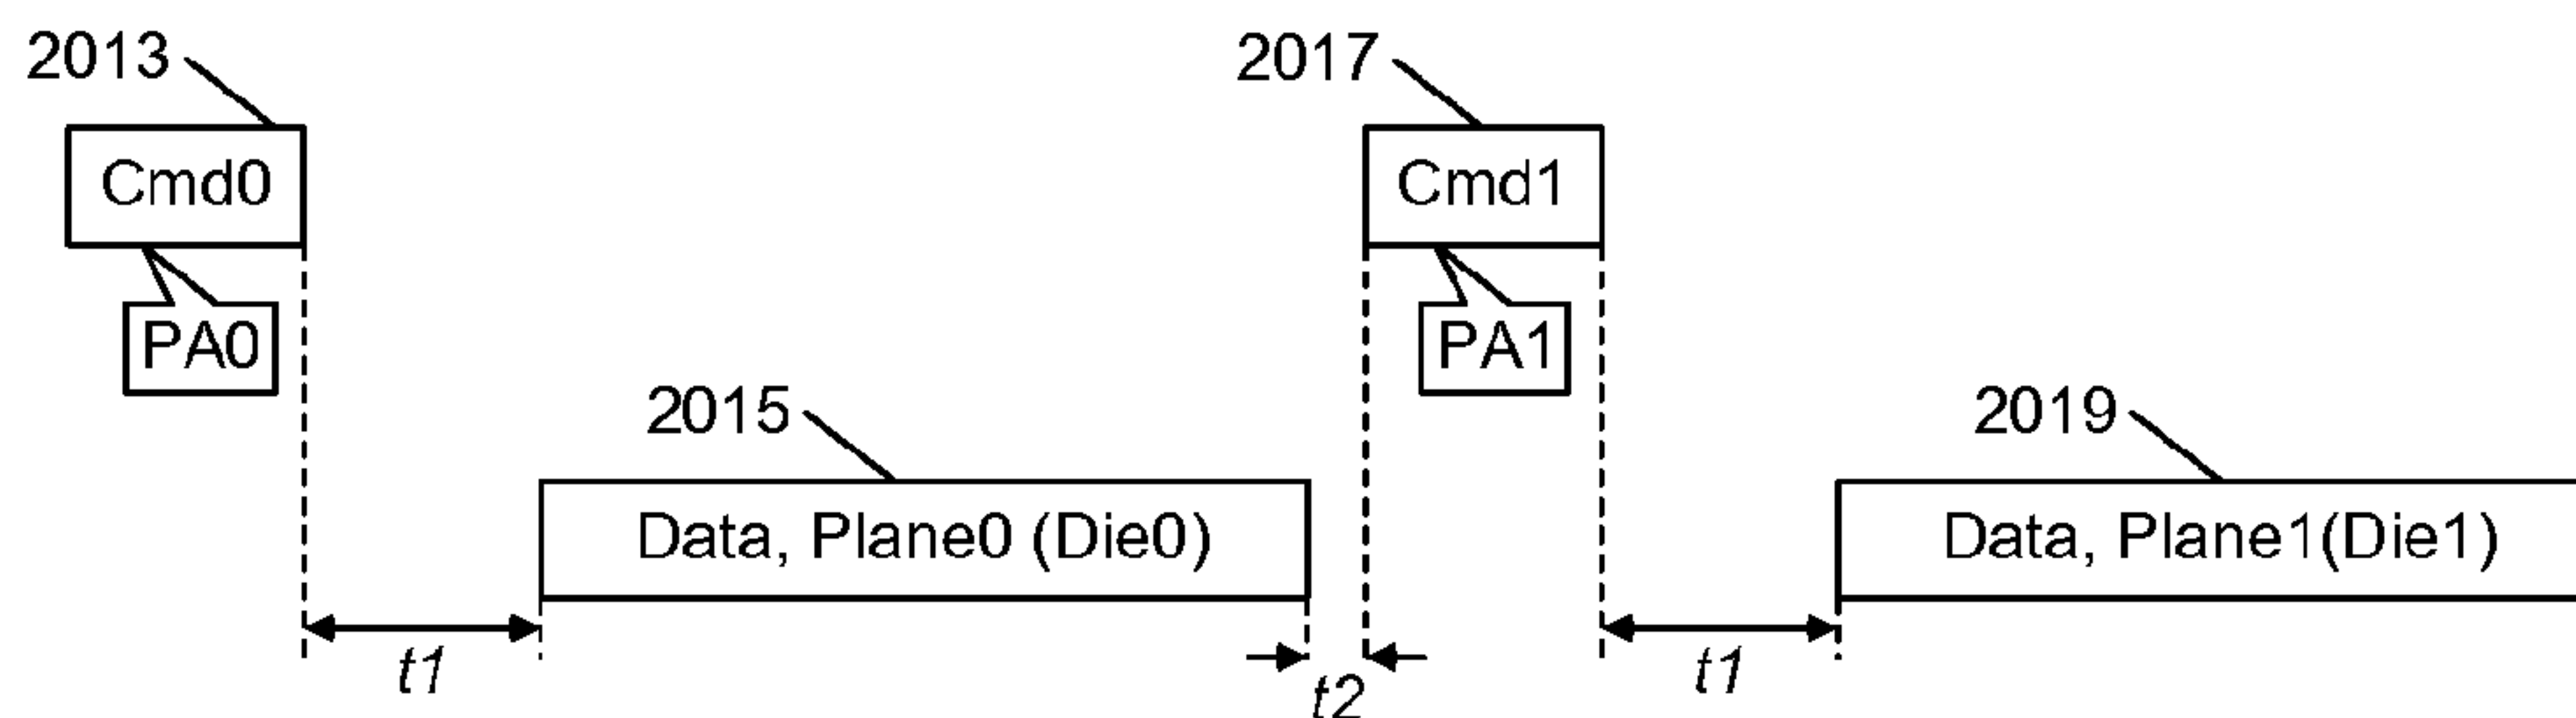 2013
2017
Cmd0
Cmd1
PA0
PA1
2015
2019
Data, Plane0 (Die0)
Data, Plane1(Die1)
t1
t2
t1